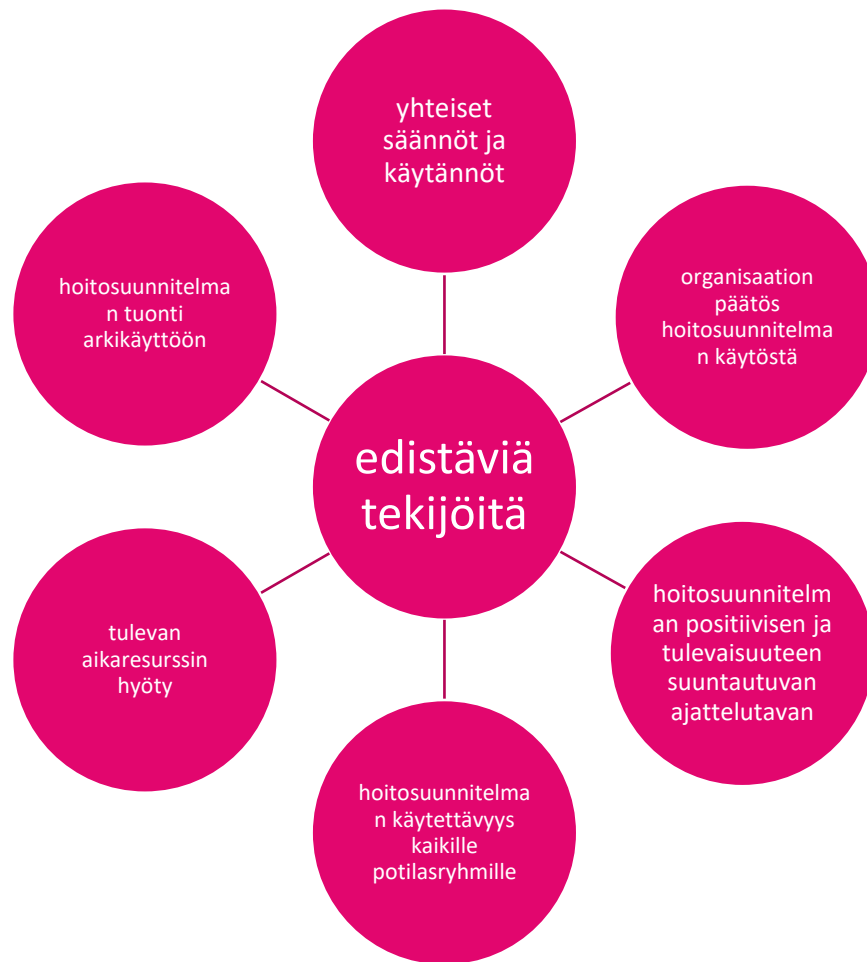 yhteiset
säännöt ja
käytännöt
organisaation
päätös
hoitosuunnitelma
n käytöstä
hoitosuunnitelm
an positiivisen ja
tulevaisuuteen
suuntautuvan
ajattelutavan
hoitosuunnitelma
n käytettävyys
kaikille
potilasryhmille
tulevan
aikaresurssin
hyöty
hoitosuunnitelma
n tuonti
arkikäyttöön
edistäviä
tekijöitä